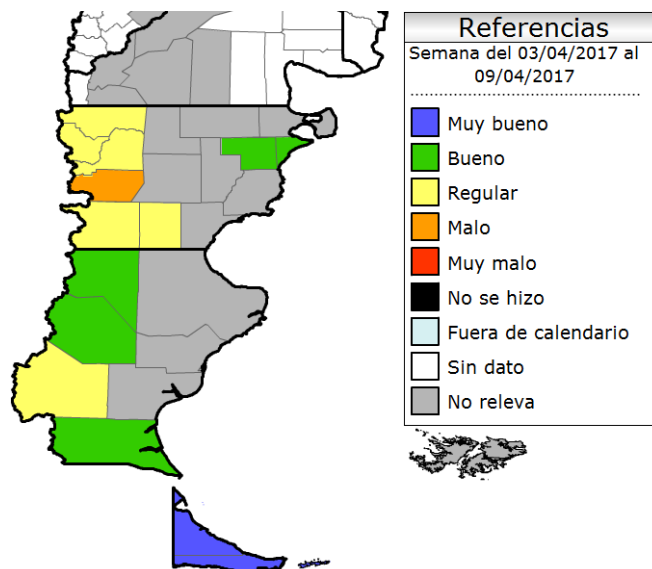 Referencias
Semana del 03/04/2017 al
09/04/2017
Muy bueno
Bueno
Regular
Malo
Muy malo
No se hizo
Fuera de calendario
Sin dato
No releva